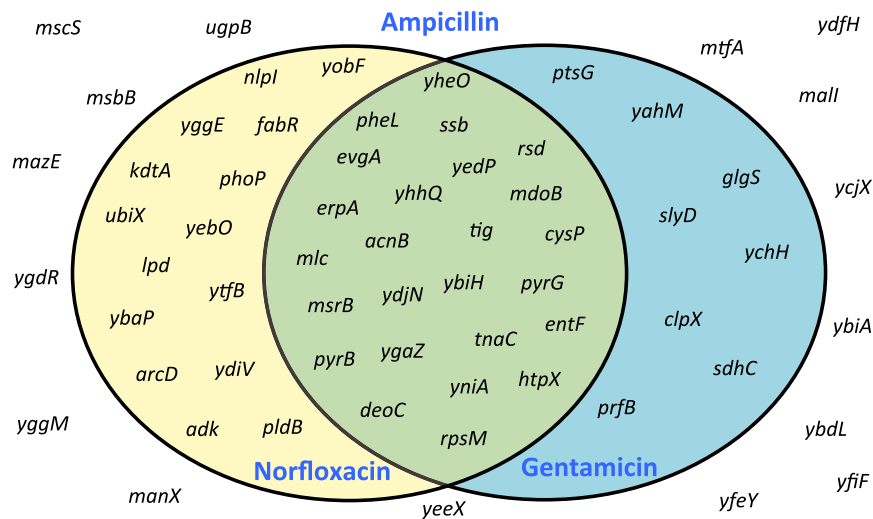 Ampicillin
mscS
ugpB
ydfH
mtfA
msbB
malI
mazE
ycjX
ygdR
ybiA
yggM
ybdL
manX
yeeX
yfeY
yfiF
nlpI
yobF
yggE
fabR
kdtA
phoP
ubiX
yebO
lpd
ytfB
ybaP
arcD
ydiV
adk
pldB
Norfloxacin
yheO
pheL
ssb
evgA
yedP
rsd
erpA
yhhQ
mdoB
mlc
acnB
tig
cysP
msrB
ydjN
ybiH
pyrG
pyrB
ygaZ
tnaC
entF
deoC
yniA
htpX
rpsM
ptsG
yahM
glgS
slyD
ychH
clpX
sdhC
prfB
Gentamicin